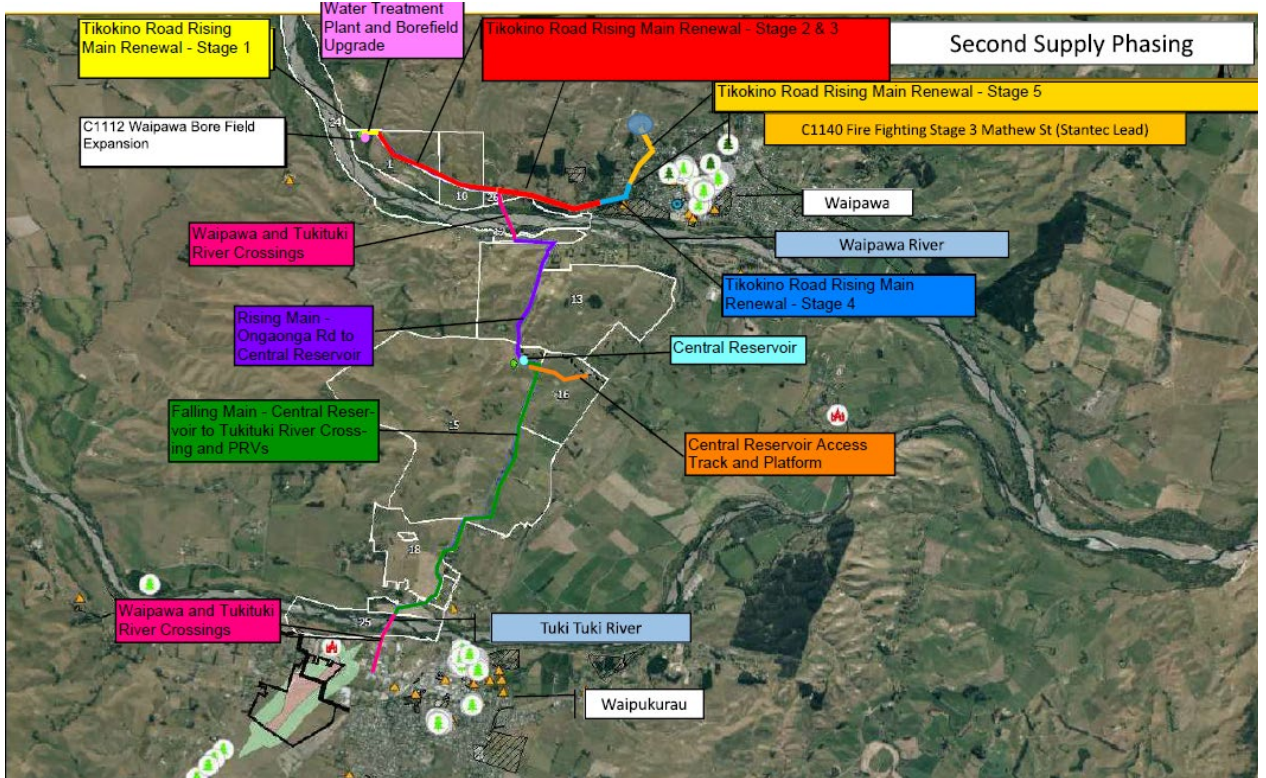 Water Treatment
Plant and Borefield
Upgrade
Tikokino Road Rising
Main Renewal - Stage 1
Tikokino Road Rising Main Renewal - Stage 2 & 3
Second Supply Phasing
Tikokino Road Rising Main Renewal - Stage 5
C1140 Fire Fighting Stage 3 Mathew St (Stantec Lead)
C1112 Waipawa Bore Field
Expansion
24
1
10
26
Waipawa
Waipawa and Tukituki
River Crossings
Waipawa River
Tikokino Road Rising Main
Renewal - Stage 4
13
Rising Main -
Ongaonga Rd to
Central Reservoir
Central Reservoir
16
15
Falling Main - Central Reser-
voir to Tukituki River Cross-
ing and PRVs
Central Reservoir Access
Track and Platform
18
Waipawa and Tukituki
River Crossings
25
Tuki Tuki River
Waipukurau